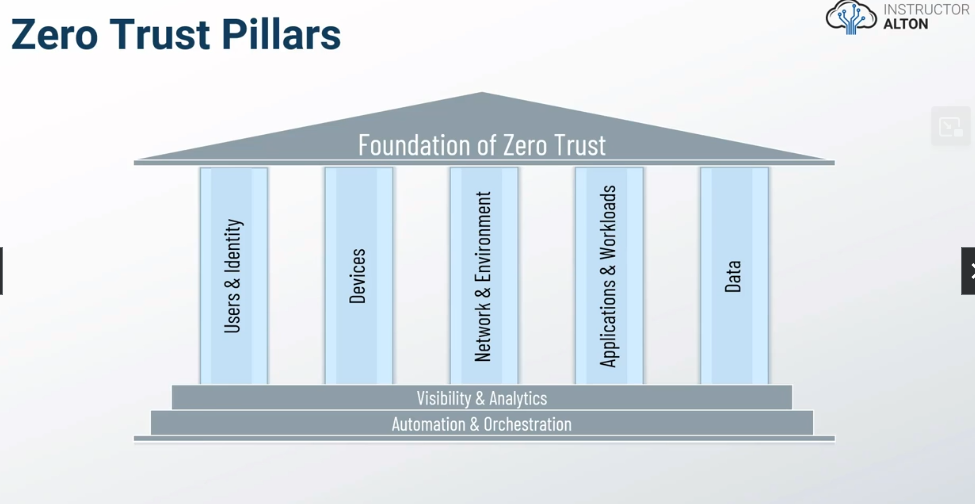 Zero Trust Pillars
INSTRUCTOR
ALTON
Foundation of Zero Trust
Users & Identity
Devices
Network & Environment
Applications & Workloads
Data
Visibility & Analytics
Automation & Orchestration